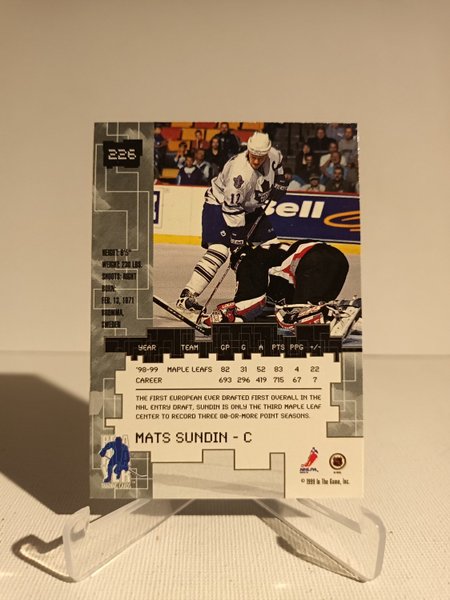 226
Bell
11
HEIGHT: 6'5"
WEIGHT: 230 LBS.
SHOOTS: RIGHT
BORN:
FEB. 13, 1971
BROMMA,
SWEDEN
YEAR TEAM GP G A PTS PPG +/-
'98-99 MAPLE LEAFS 82 31 52 83 4 22
CAREER 693 296 419 715 67 ?
THE FIRST EUROPEAN EVER DRAFTED FIRST OVERALL IN THE
NHL ENTRY DRAFT, SUNDIN IS ONLY THE THIRD MAPLE LEAF
CENTER TO RECORD THREE 80-OR-MORE POINT SEASONS.
MATS SUNDIN - C
© 1999 In The Game, Inc.